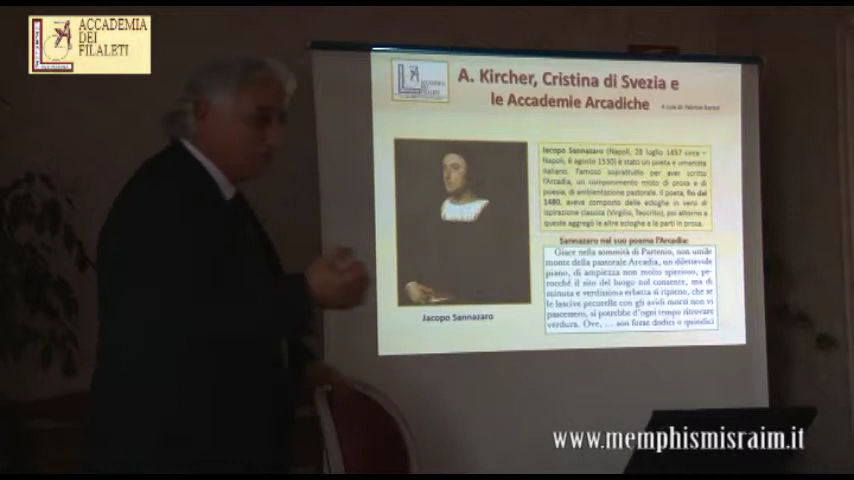 ACCADEMIA
DEI
FILALETI
A. Kircher, Cristina di Svezia e
le Accademie Arcadiche
A cura di: Fabrizio
Jacopo Sannazaro (Napoli, 28 luglio 1457 circa –
Napoli, 6 agosto 1530) è stato un poeta e umanista
italiano. Famoso soprattutto per aver scritto
l'Arcadia, un componimento misto di prosa e di
poesia, di ambientazione pastorale. Il poeta, fin dal
1480, aveva composto delle ecloghe in versi di
ispirazione classica (Virgilio, Teocrito), poi attorno a
queste aggregò le altre ecloghe e la parti in prosa.
Sannazaro nel suo poema l'Arcadia:
Giace nella sommità di Partenio, non umile
monte della pastorale Arcadia, un dilettevole
piano, di ampiezza non molto spazioso, pe-
rocché il sito del luogo nol consente, ma di
minuta e verdissima erbetta sì ripieno, che se
le lascive pecorelle con gli avidi morsi non vi
pascessero, si potrebbe d'ogni tempo ritrovare
verdura. Ove, ... son forse dodici o quindici
Jacopo Sannazaro
www.memphismisraim.it